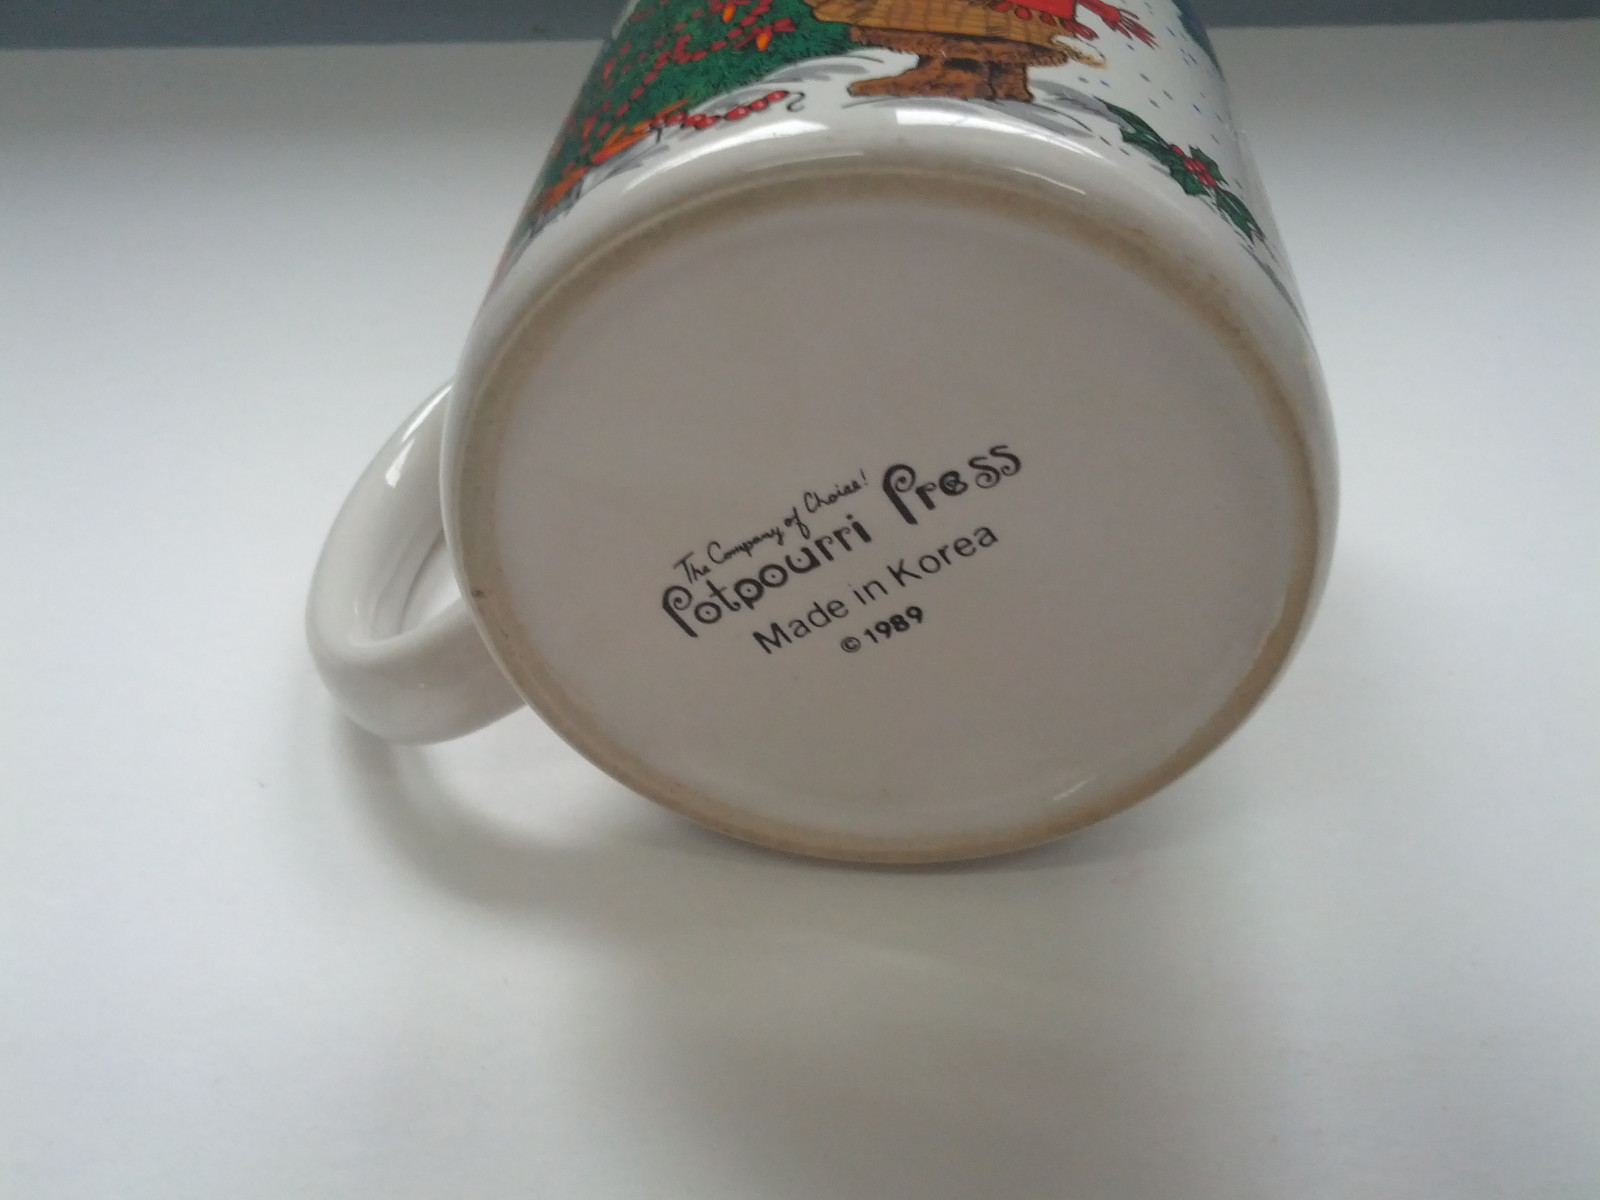 The Company of Choice!
Potpourri Press
Made in Korea
© 1989